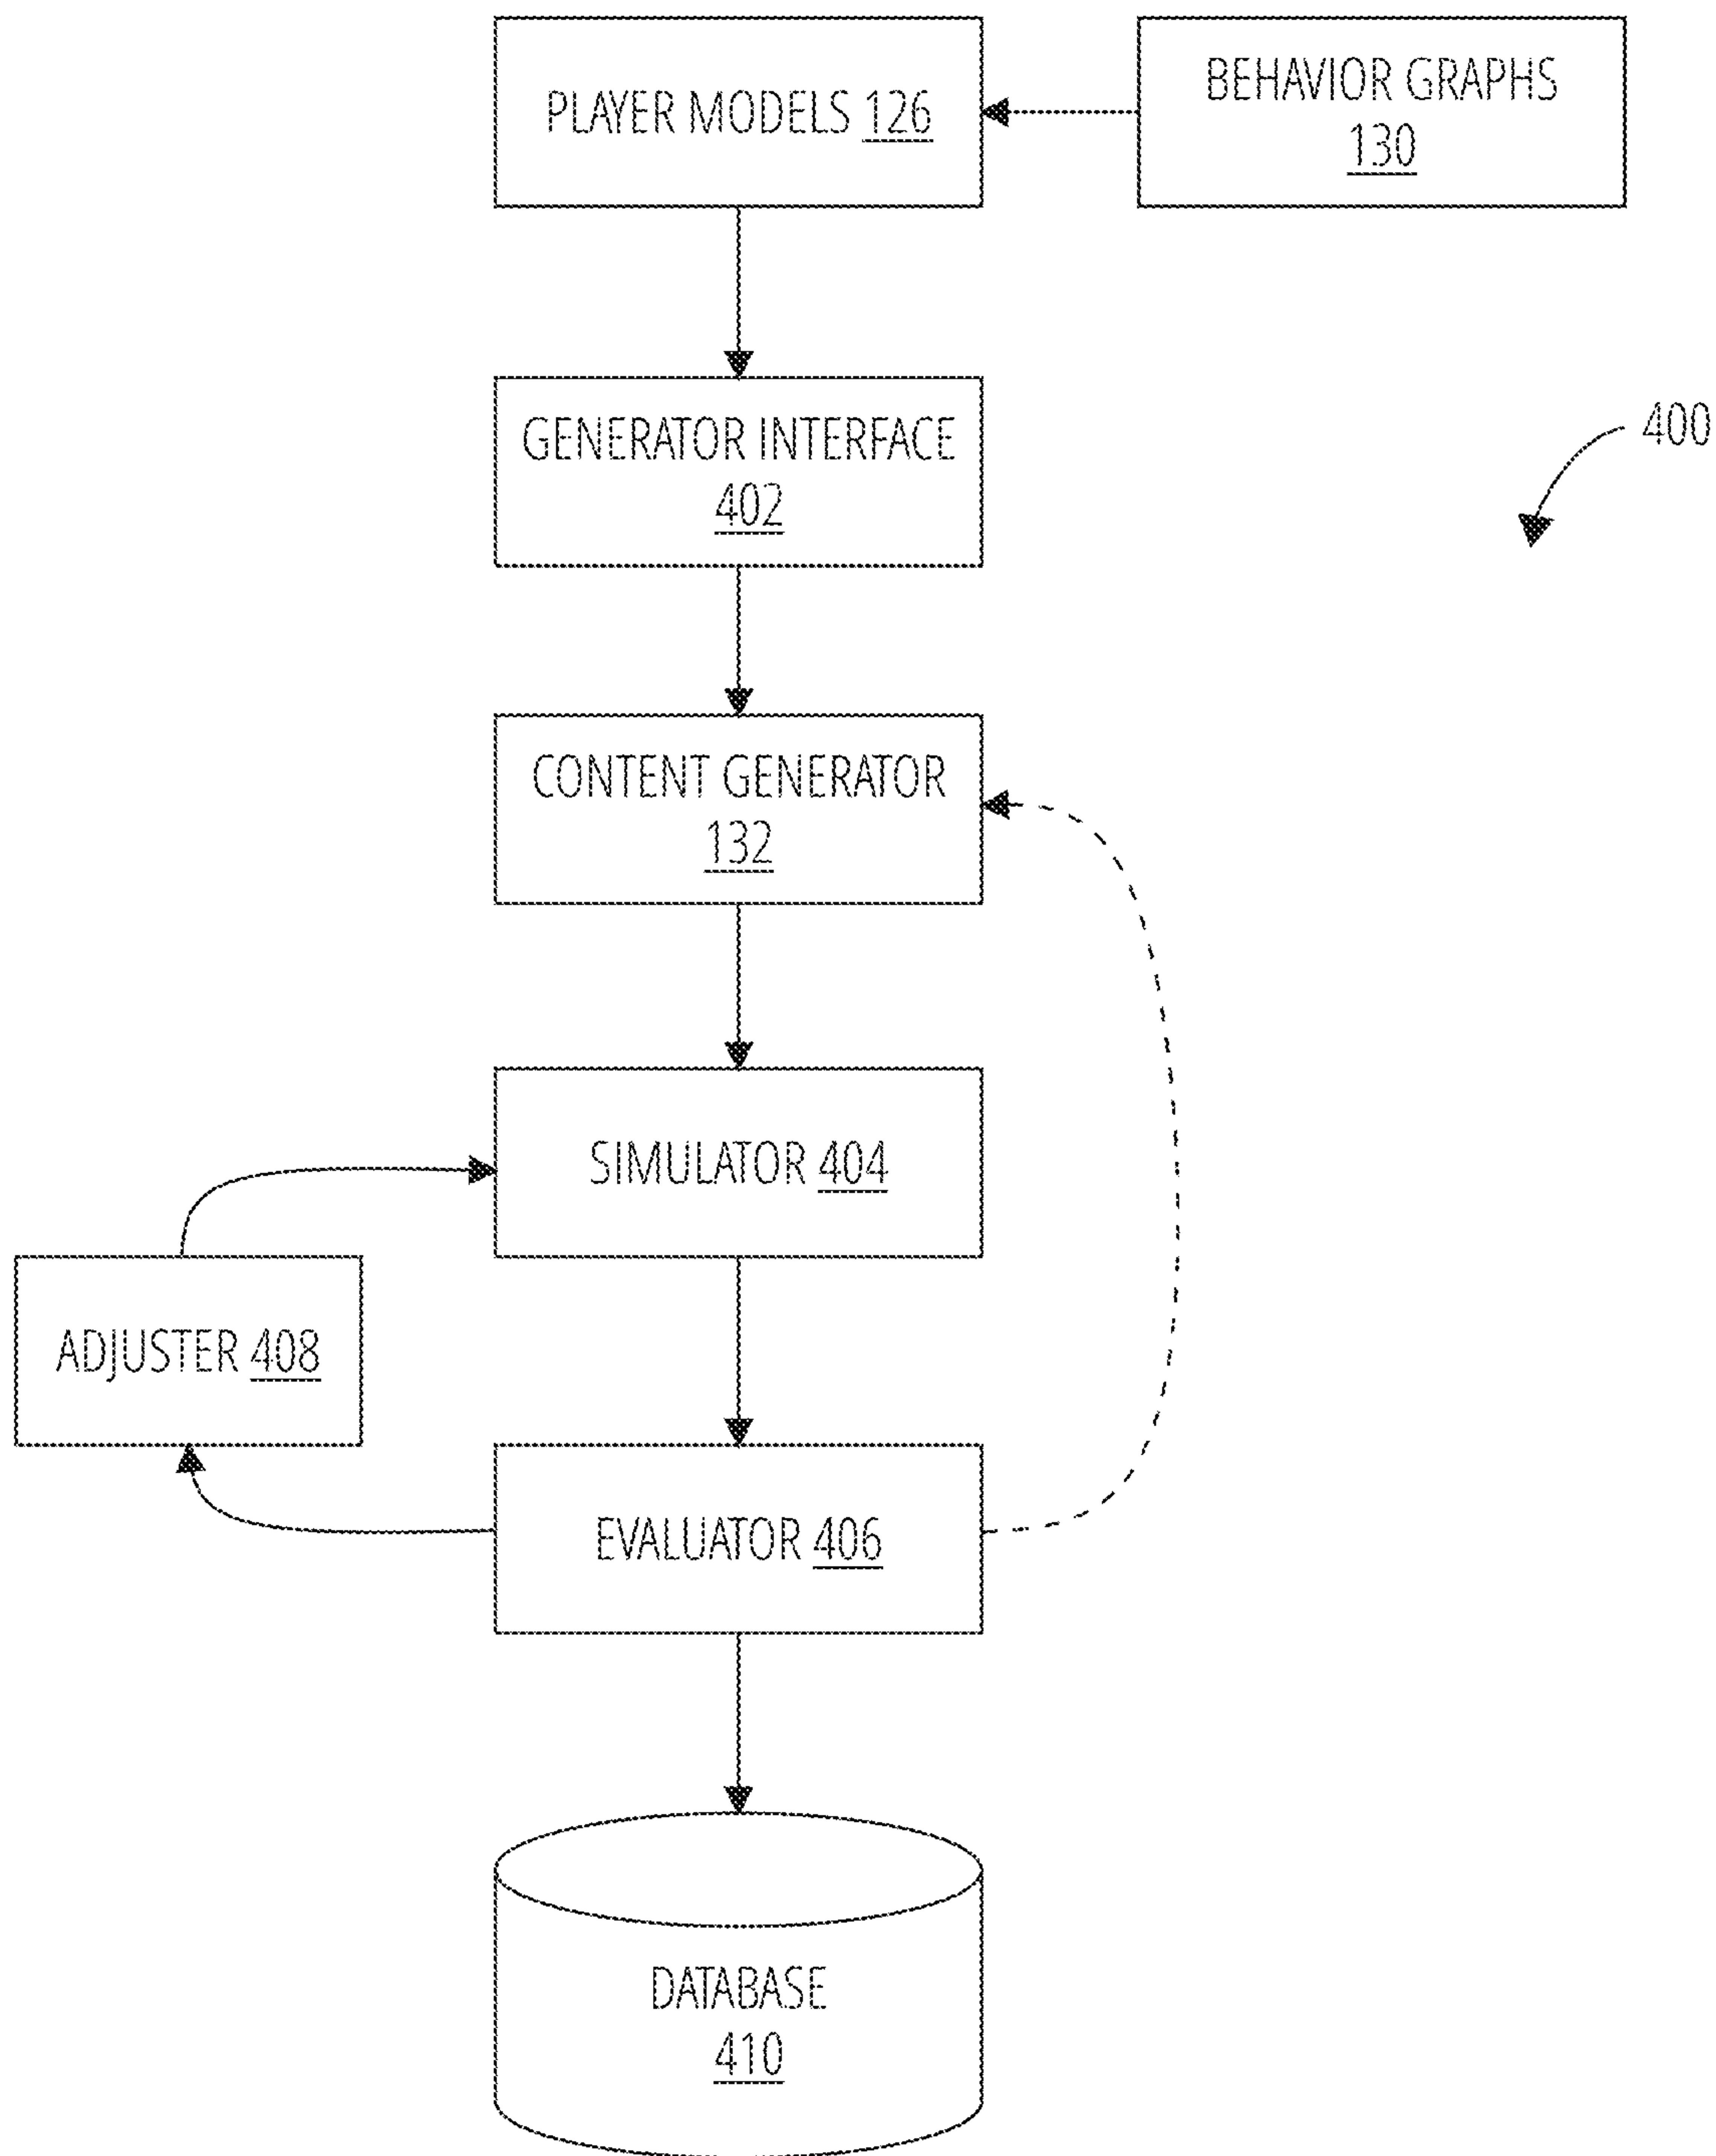 PLAYER MODELS 126
BEHAVIOR GRAPHS
130
GENERATOR INTERFACE
402
400
CONTENT GENERATOR
132
SIMULATOR 404
ADJUSTER 408
EVALUATOR 406
DATABASE
410